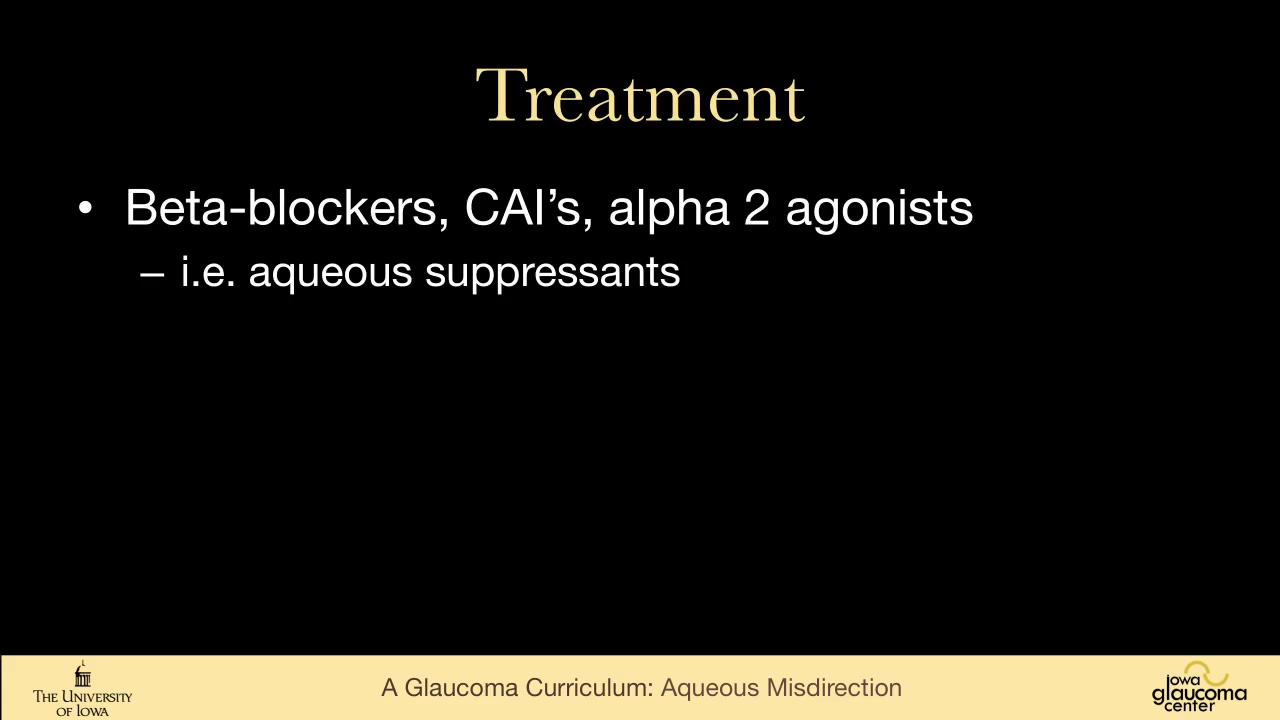 Treatment
• Beta-blockers, CAI’s, alpha 2 agonists
– i.e. aqueous suppressants
THE UNIVERSITY
OF IOWA
A Glaucoma Curriculum: Aqueous Misdirection
iowa
glaucoma
center